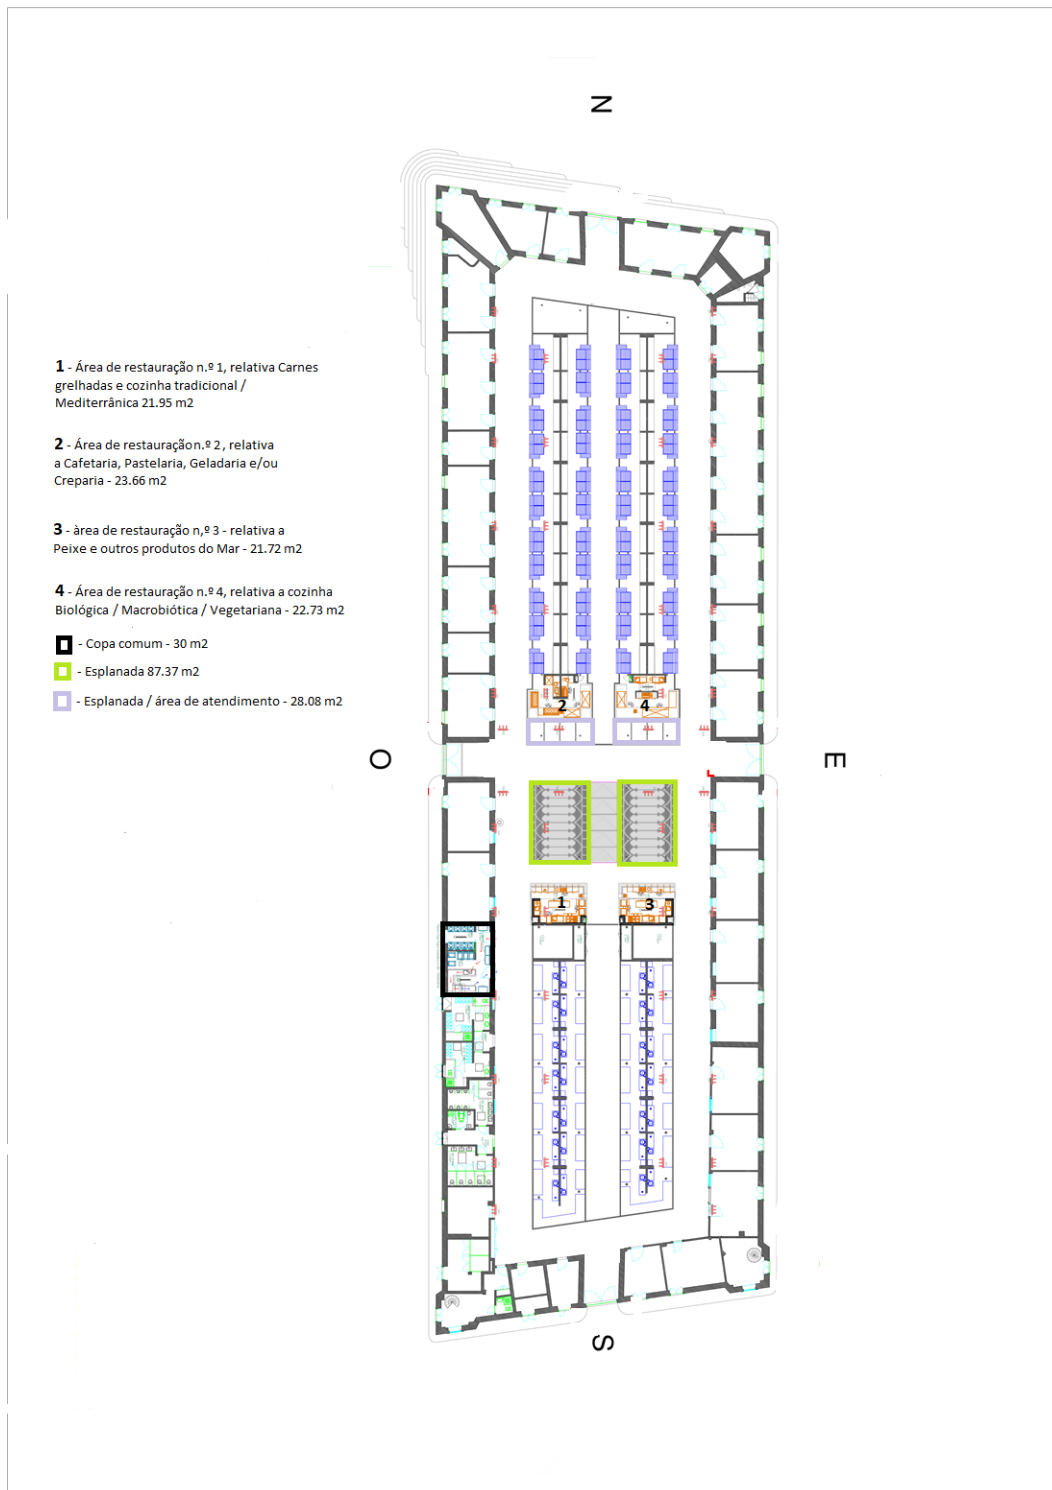 N
1 - Área de restauração n.º 1, relativa Carnes
grelhadas e cozinha tradicional /
Mediterrânica 21.95 m2
2 - Área de restauração n.º 2, relativa
a Cafetaria, Pastelaria, Geladaria e/ou
Creparia - 23.66 m2
3 - àrea de restauração n,º 3 - relativa a
Peixe e outros produtos do Mar - 21.72 m2
4 - Área de restauração n.º 4, relativa a cozinha
Biológica / Macrobiótica / Vegetariana - 22.73 m2
- Copa comum - 30 m2
- Esplanada 87.37 m2
- Esplanada / área de atendimento - 28.08 m2
2 4
O E
1 3
S